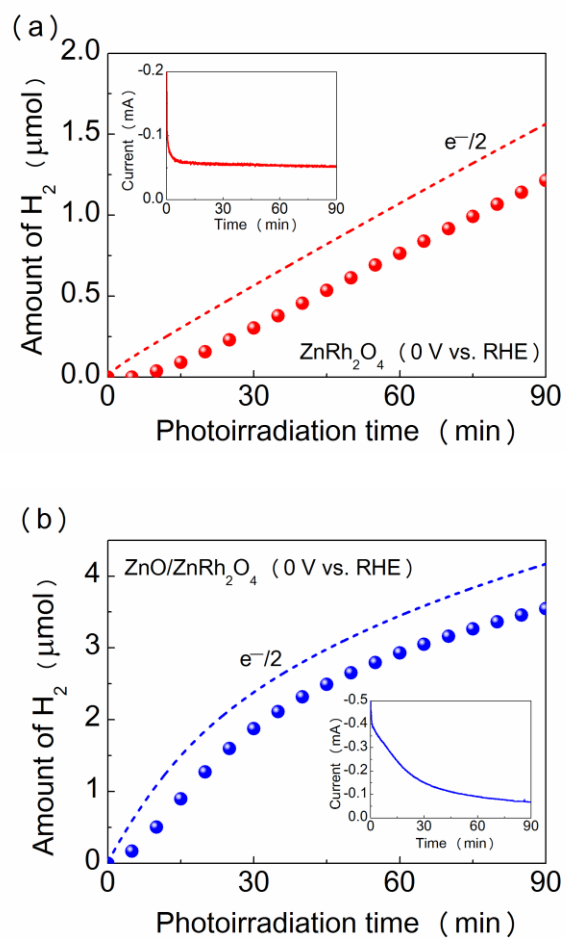 (a)
2.0
1.5
1.0
0.5
0.0
Amount of H₂ (μmol)
-0.2
-0.1
0.0
Current (mA)
0 30 60 90
Time (min)
e⁻/2
ZnRh₂O₄ (0 V vs. RHE)
0 30 60 90
Photoirradiation time (min)
(b)
4
3
2
1
0
Amount of H₂ (μmol)
ZnO/ZnRh₂O₄ (0 V vs. RHE)
e⁻/2
-0.5
-0.4
-0.3
-0.2
-0.1
-0.0
Current (mA)
0 30 60 90
Time (min)
0 30 60 90
Photoirradiation time (min)